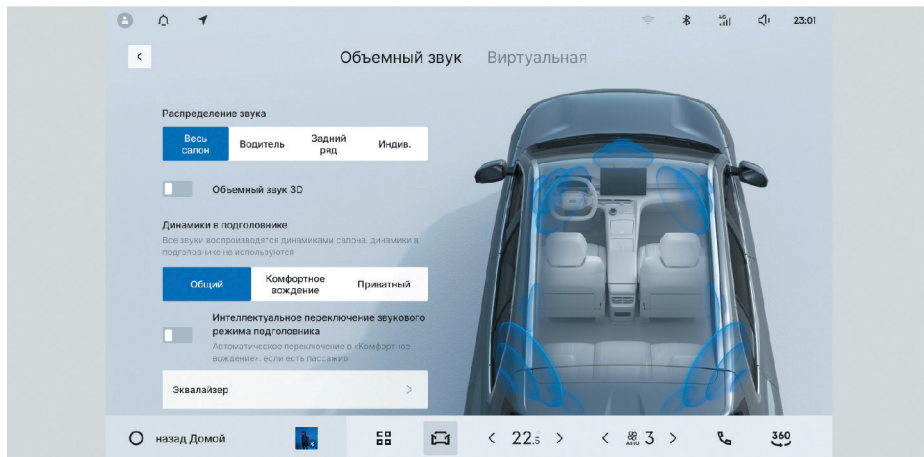 4G
23:01
Объемный звук Виртуальная
Распределение звука
Весь
салон
Водитель
Задний
ряд
Индив.
Объемный звук 3D
Динамики в подголовнике
Все звуки воспроизводятся динамиками салона, динамики в
подголовнике не используются
Общий
Комфортное
вождение
Приватный
Интеллектуальное переключение звукового
режима подголовника
Автоматическое переключение в «Комфортное
вождение», если есть пассажир
Эквалайзер
назад Домой
22.5
AUTO
3
360